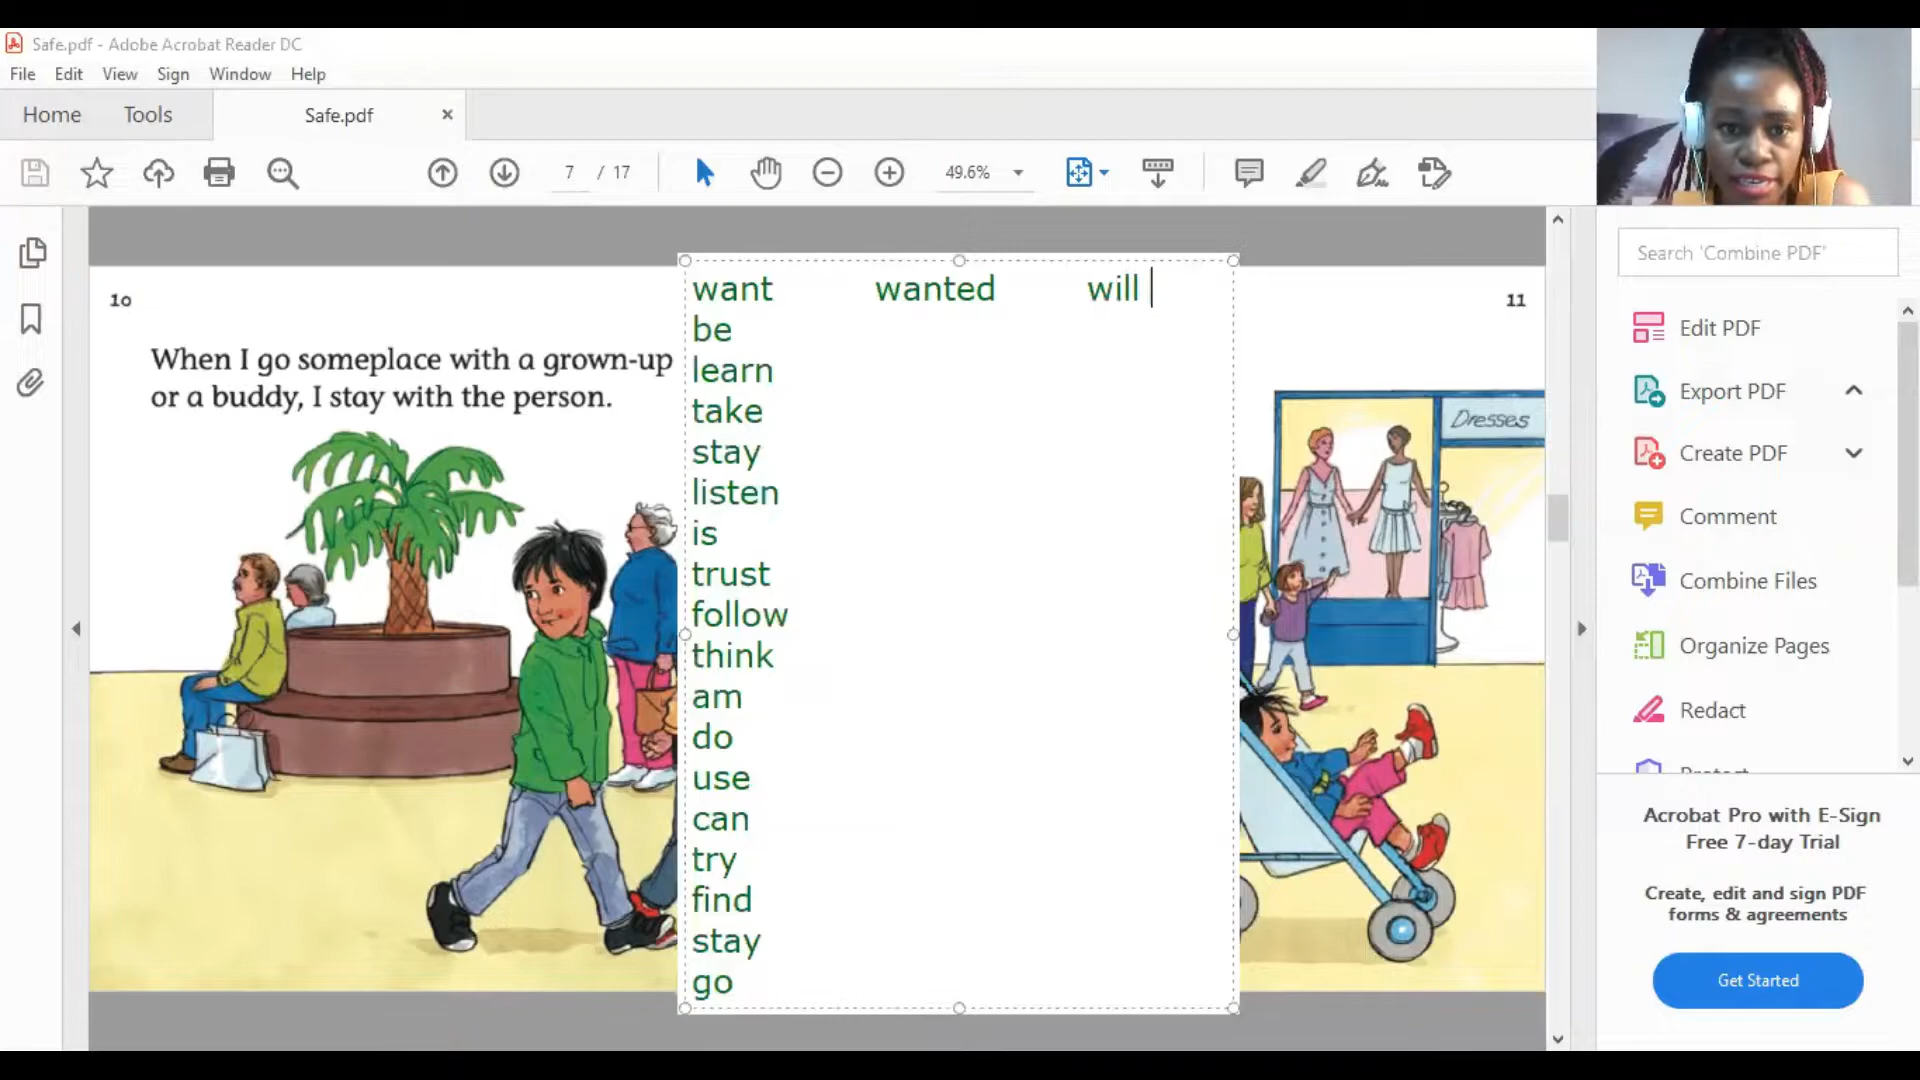 Safe.pdf - Adobe Acrobat Reader DC
File Edit View Sign Window Help
Home Tools Safe.pdf ×
7 / 17 49.6%
Search 'Combine PDF'
10
When I go someplace with a grown-up
or a buddy, I stay with the person.
want wanted will
be
learn
take
stay
listen
is
trust
follow
think
am
do
use
can
try
find
stay
go
11
Dresses
Edit PDF
Export PDF
Create PDF
Comment
Combine Files
Organize Pages
Redact
Protect
Acrobat Pro with E-Sign
Free 7-day Trial
Create, edit and sign PDF
forms & agreements
Get Started